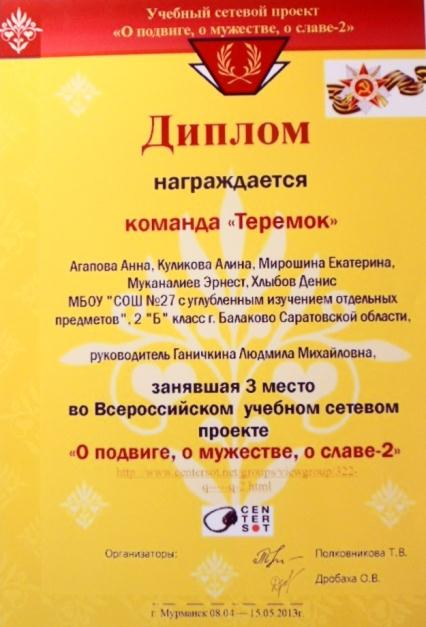 Учебный сетевой проект
«О подвиге, о мужестве, о славе-2»
Диплом
награждается
команда «Теремок»
Агапова Анна, Куликова Алина, Мирошина Екатерина,
Муканалиев Эрнест, Хлыбов Денис
МБОУ "СОШ №27 с углубленным изучением отдельных
предметов", 2 "Б" класс г. Балаково Саратовской области,
руководитель Ганичкина Людмила Михайловна,
занявшая 3 место
во Всероссийском учебном сетевом
проекте
«О подвиге, о мужестве, о славе-2»
http://www.centersot.net/groups/viewgroup/322-
CEN
TER
SOT
Организаторы:
Полковникова Т.В.
Дробаха О.В.
г. Мурманск 08.04 — 15.05.2013г.